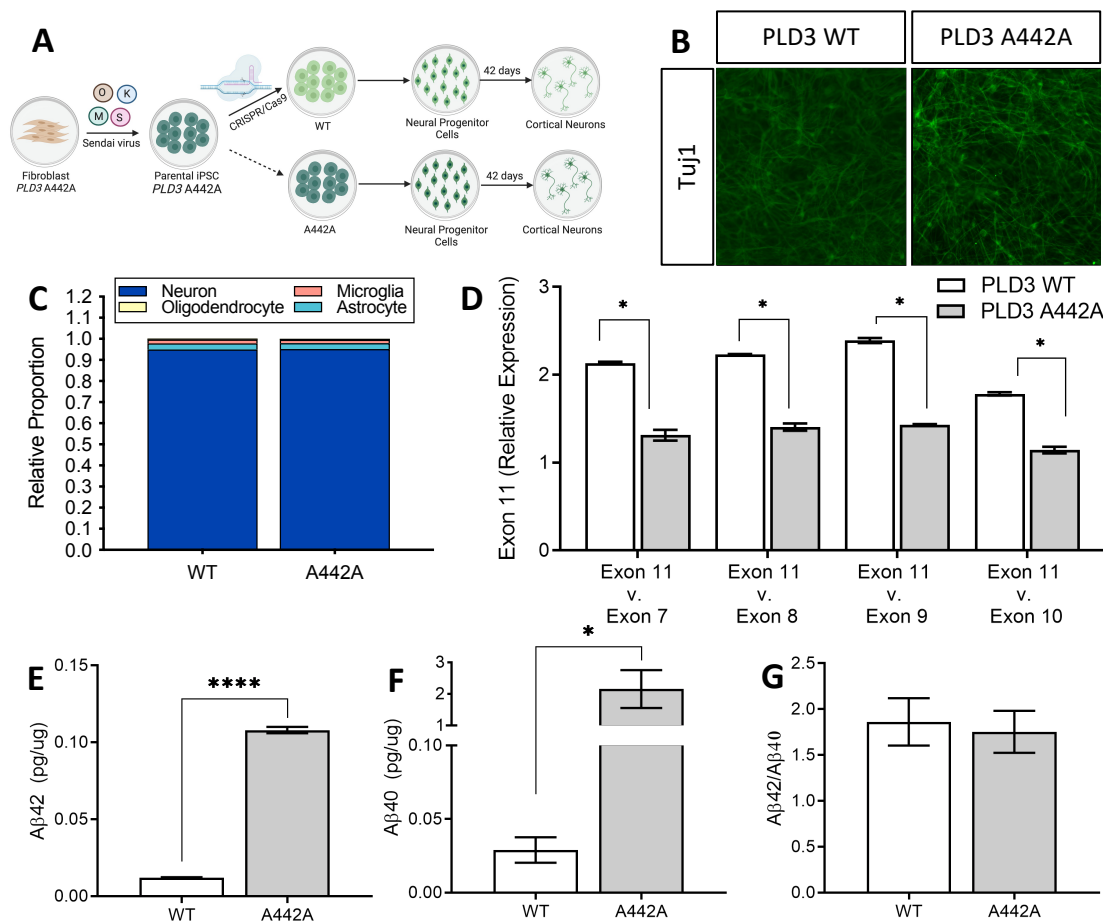 A
O
K
M
S
Sendai virus
Fibroblast
PLD3 A442A
Parental iPSC
PLD3 A442A
CRISPR/Cas9
WT
A442A
42 days
Neural Progenitor
Cells
Cortical Neurons
42 days
Neural Progenitor
Cells
Cortical Neurons
B
PLD3 WT
PLD3 A442A
Tuj1
C
Neuron
Microglia
Oligodendrocyte
Astrocyte
Relative Proportion
1.2
1.1
1.0
0.9
0.8
0.7
0.6
0.5
0.4
0.3
0.2
0.1
0.0
WT
A442A
D
PLD3 WT
PLD3 A442A
Exon 11 (Relative Expression)
3
2
1
0
*
*
*
*
Exon 11
v.
Exon 7
Exon 11
v.
Exon 8
Exon 11
v.
Exon 9
Exon 11
v.
Exon 10
E
Aβ42 (pg/ug)
0.15
0.10
0.05
0.00
****
WT
A442A
F
Aβ40 (pg/ug)
3
2
1
0.10
0.05
0.00
*
WT
A442A
G
Aβ42/Aβ40
2.5
2.0
1.5
1.0
0.5
0.0
WT
A442A